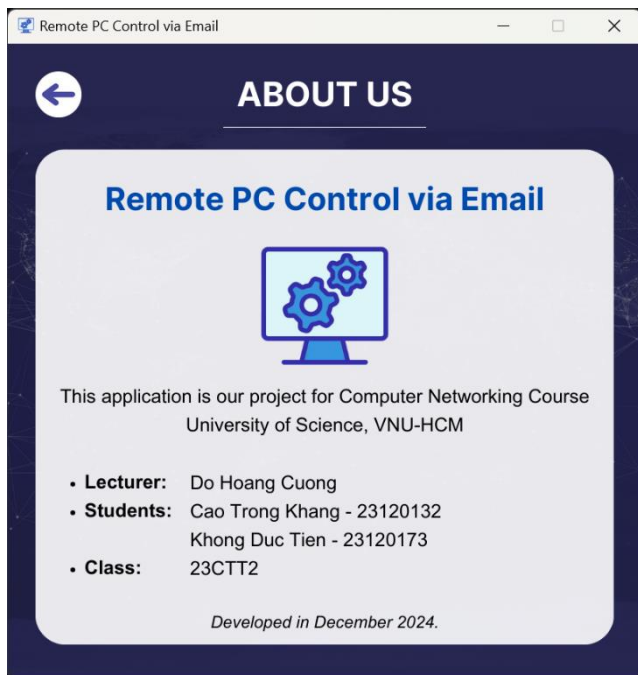 Remote PC Control via Email
ABOUT US
Remote PC Control via Email
This application is our project for Computer Networking Course
University of Science, VNU-HCM
• Lecturer: Do Hoang Cuong
• Students: Cao Trong Khang - 23120132
Khong Duc Tien - 23120173
• Class: 23CTT2
Developed in December 2024.